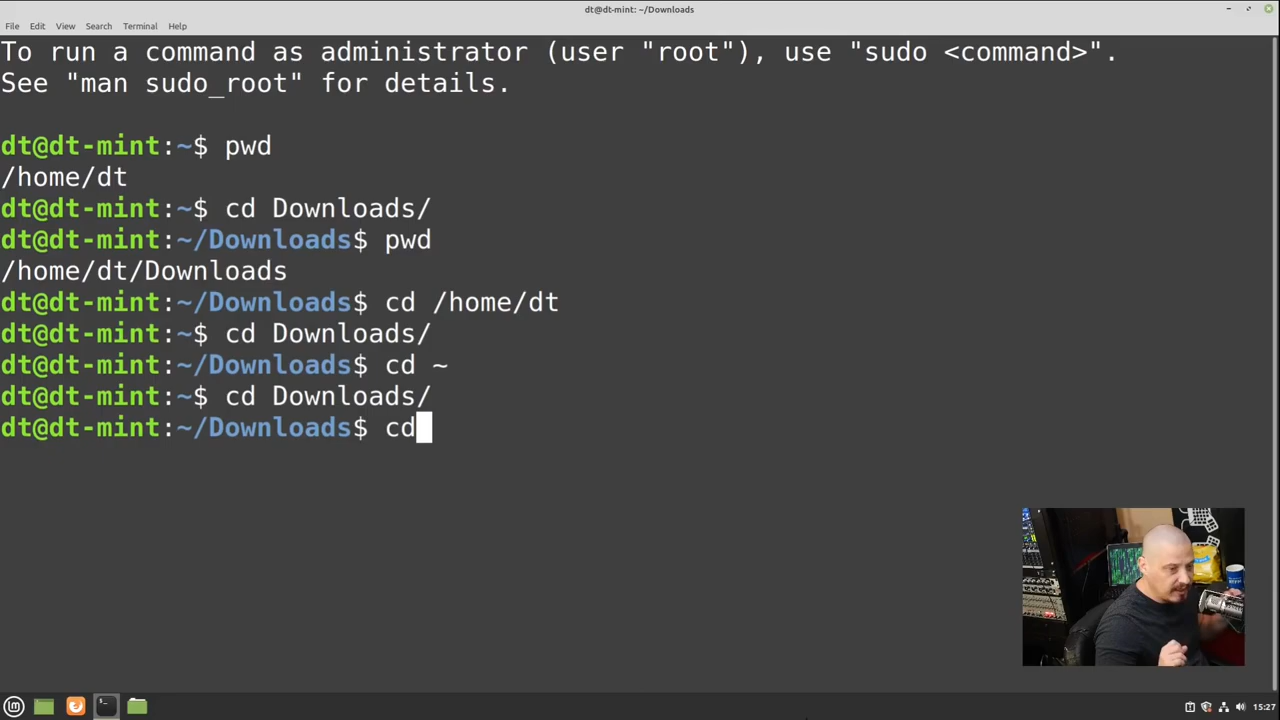 dt@dt-mint: ~/Downloads
File Edit View Search Terminal Help
To run a command as administrator (user "root"), use "sudo <command>".
See "man sudo_root" for details.
dt@dt-mint:~$ pwd
/home/dt
dt@dt-mint:~$ cd Downloads/
dt@dt-mint:~/Downloads$ pwd
/home/dt/Downloads
dt@dt-mint:~/Downloads$ cd /home/dt
dt@dt-mint:~$ cd Downloads/
dt@dt-mint:~/Downloads$ cd ~
dt@dt-mint:~$ cd Downloads/
dt@dt-mint:~/Downloads$ cd
15:27